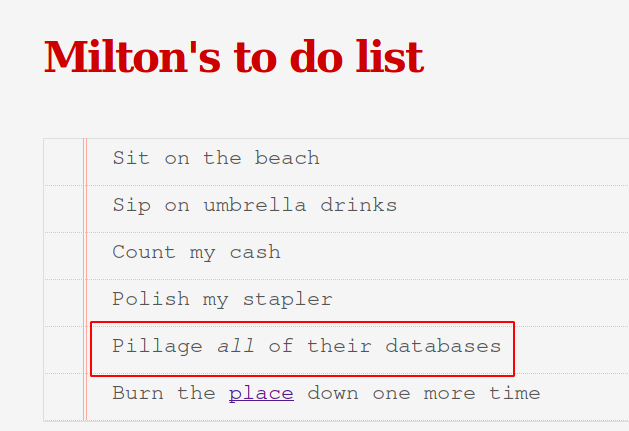 Milton's to do list
Sit on the beach
Sip on umbrella drinks
Count my cash
Polish my stapler
Pillage all of their databases
Burn the place down one more time